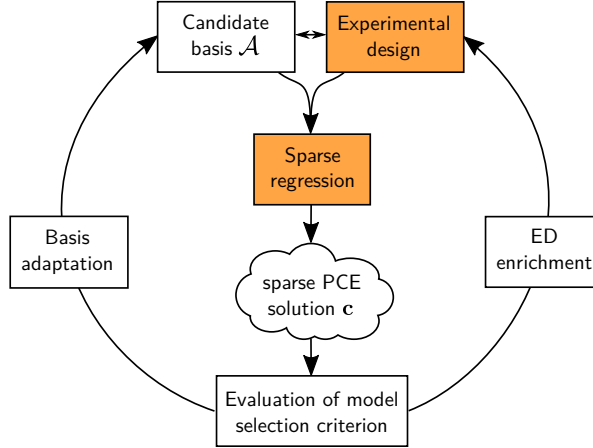 Candidate
basis 𝒜
Experimental
design
Sparse
regression
Basis
adaptation
ED
enrichment
sparse PCE
solution c
Evaluation of model
selection criterion